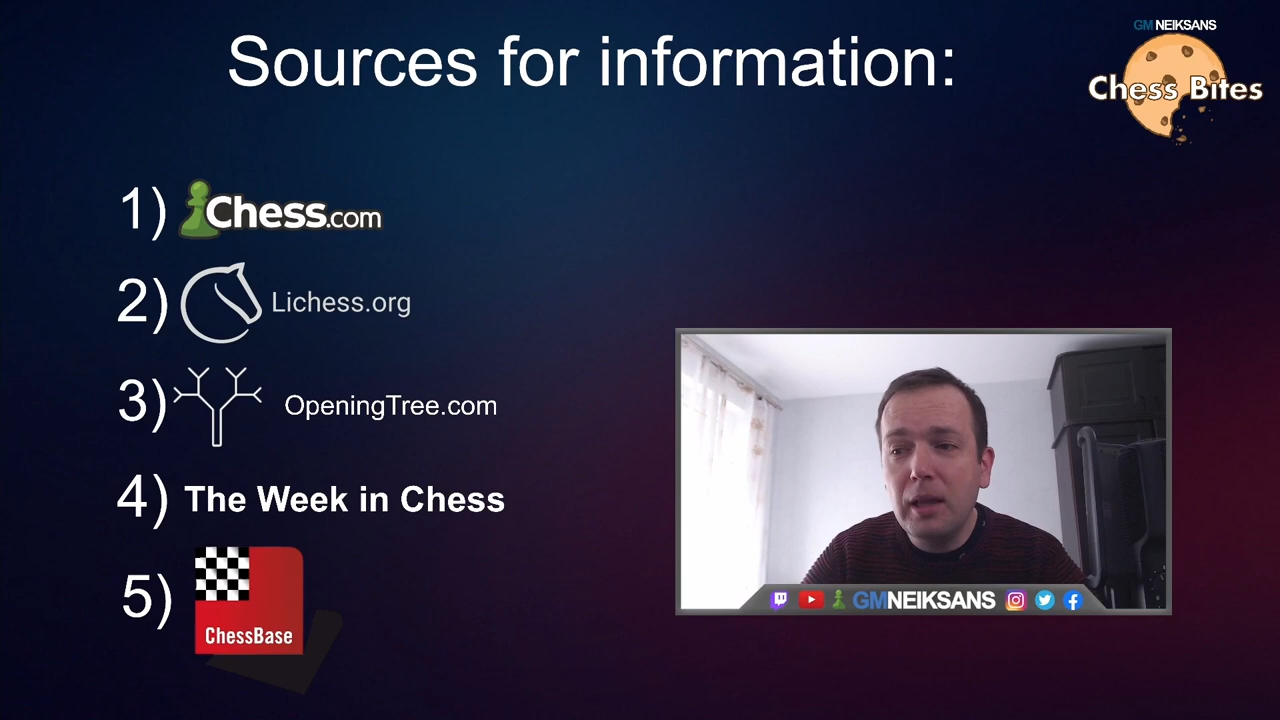 Sources for information:
GM NEIKSANS
Chess Bites
1) Chess.com
2) Lichess.org
3) OpeningTree.com
4) The Week in Chess
5) ChessBase
GMNEIKSANS